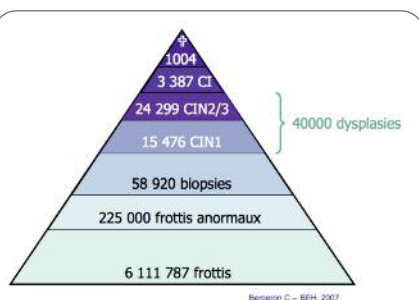 ✞
1004
3 387 CI
24 299 CIN2/3
40000 dysplasies
15 476 CIN1
58 920 biopsies
225 000 frottis anormaux
6 111 787 frottis
Bergeron C – BEH, 2007